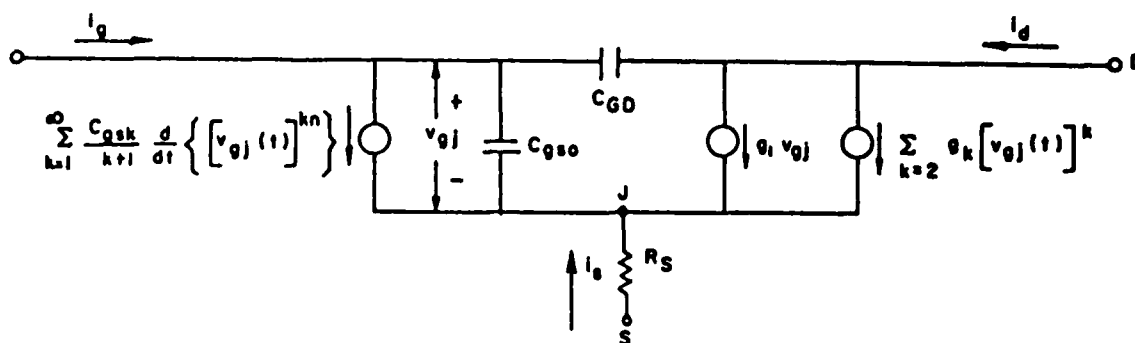 i_g
i_d
D
C_GD
∞ Σ k=1 C_gsk / k+1 d/dt { [v_gj (t)]^kn }
+
v_gj
−
C_gso
g_1 v_gj
Σ k=2 g_k [v_gj (t)]^k
J
i_s
R_S
S